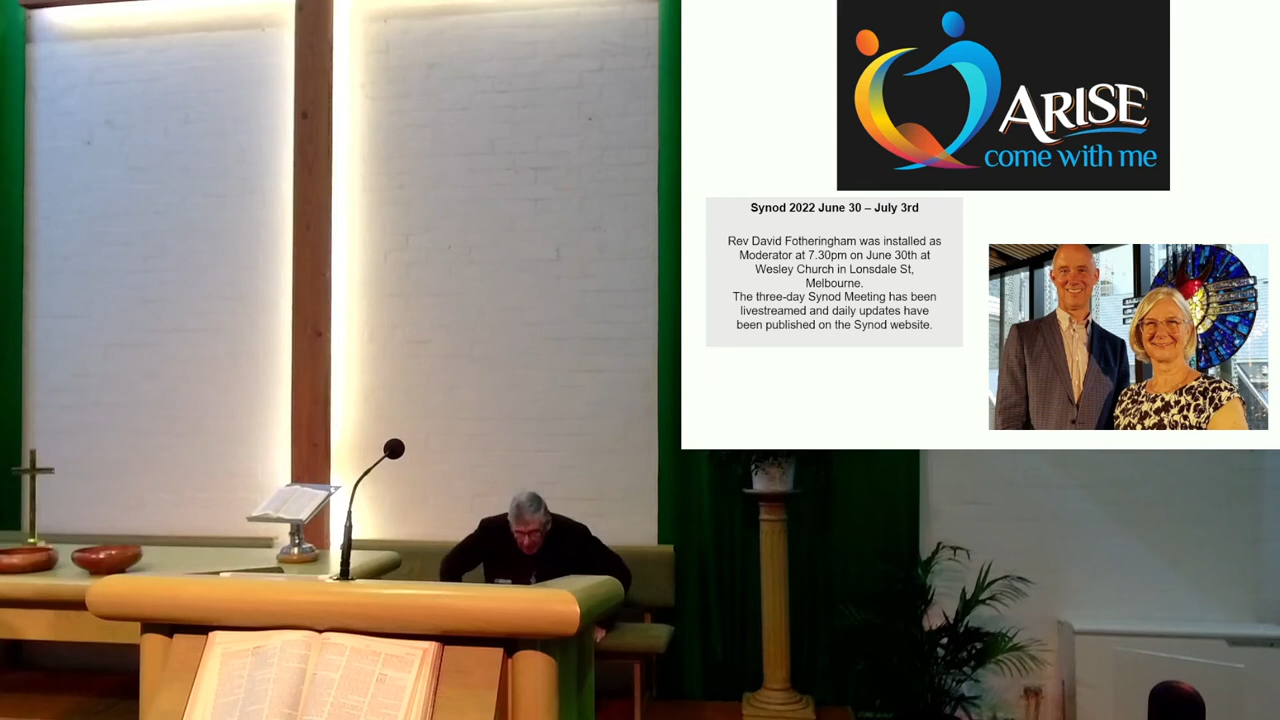 ARISE
come with me
Synod 2022 June 30 – July 3rd
Rev David Fotheringham was installed as
Moderator at 7.30pm on June 30th at
Wesley Church in Lonsdale St,
Melbourne.
The three-day Synod Meeting has been
livestreamed and daily updates have
been published on the Synod website.